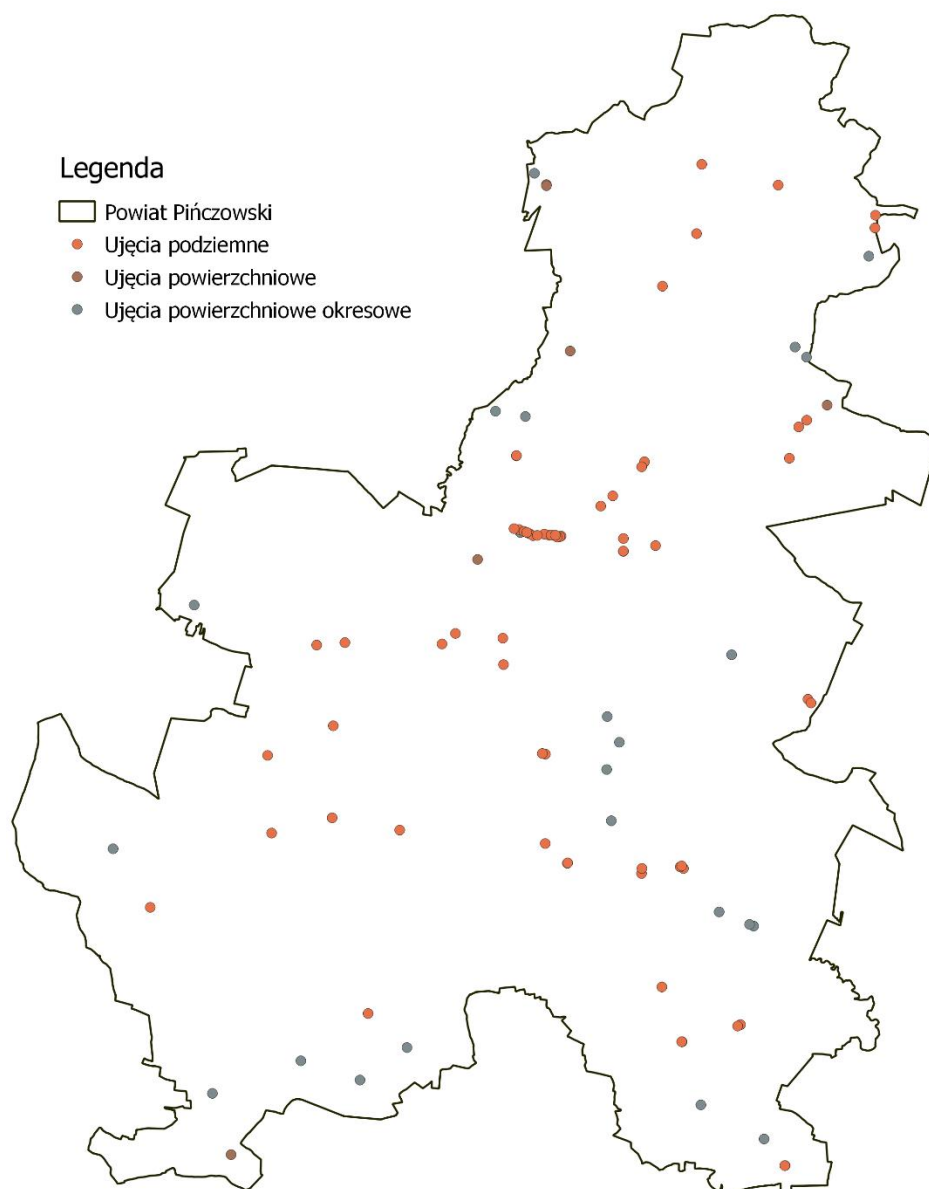 Legenda
Powiat Pińczowski
Ujęcia podziemne
Ujęcia powierzchniowe
Ujęcia powierzchniowe okresowe